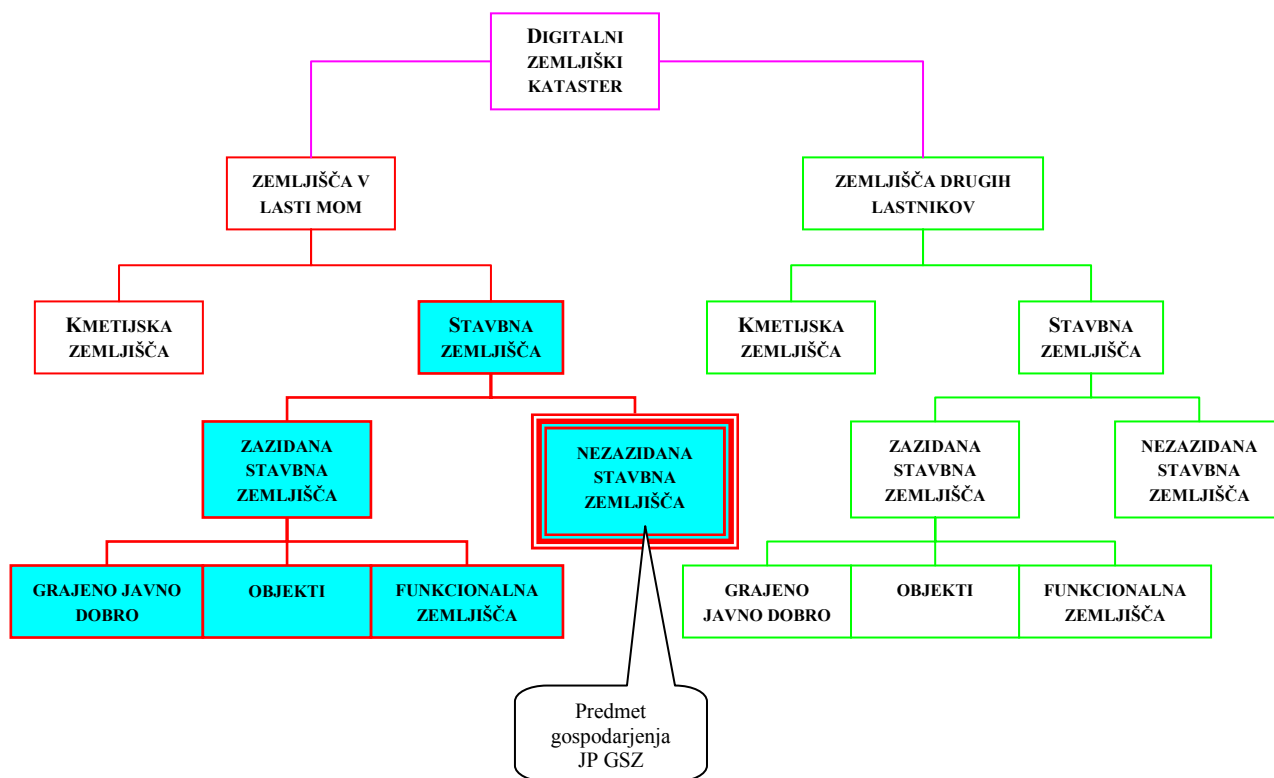 DIGITALNI
ZEMLJIŠKI
KATASTER
ZEMLJIŠČA V
LASTI MOM
ZEMLJIŠČA DRUGIH
LASTNIKOV
KMETIJSKA
ZEMLJIŠČA
STAVBNA
ZEMLJIŠČA
KMETIJSKA
ZEMLJIŠČA
STAVBNA
ZEMLJIŠČA
ZAZIDANA
STAVBNA
ZEMLJIŠČA
NEZAZIDANA
STAVBNA
ZEMLJIŠČA
ZAZIDANA
STAVBNA
ZEMLJIŠČA
NEZAZIDANA
STAVBNA
ZEMLJIŠČA
GRAJENO JAVNO
DOBRO
OBJEKTI
FUNKCIONALNA
ZEMLJIŠČA
GRAJENO
JAVNO DOBRO
OBJEKTI
FUNKCIONALNA
ZEMLJIŠČA
Predmet
gospodarjenja
JP GSZ